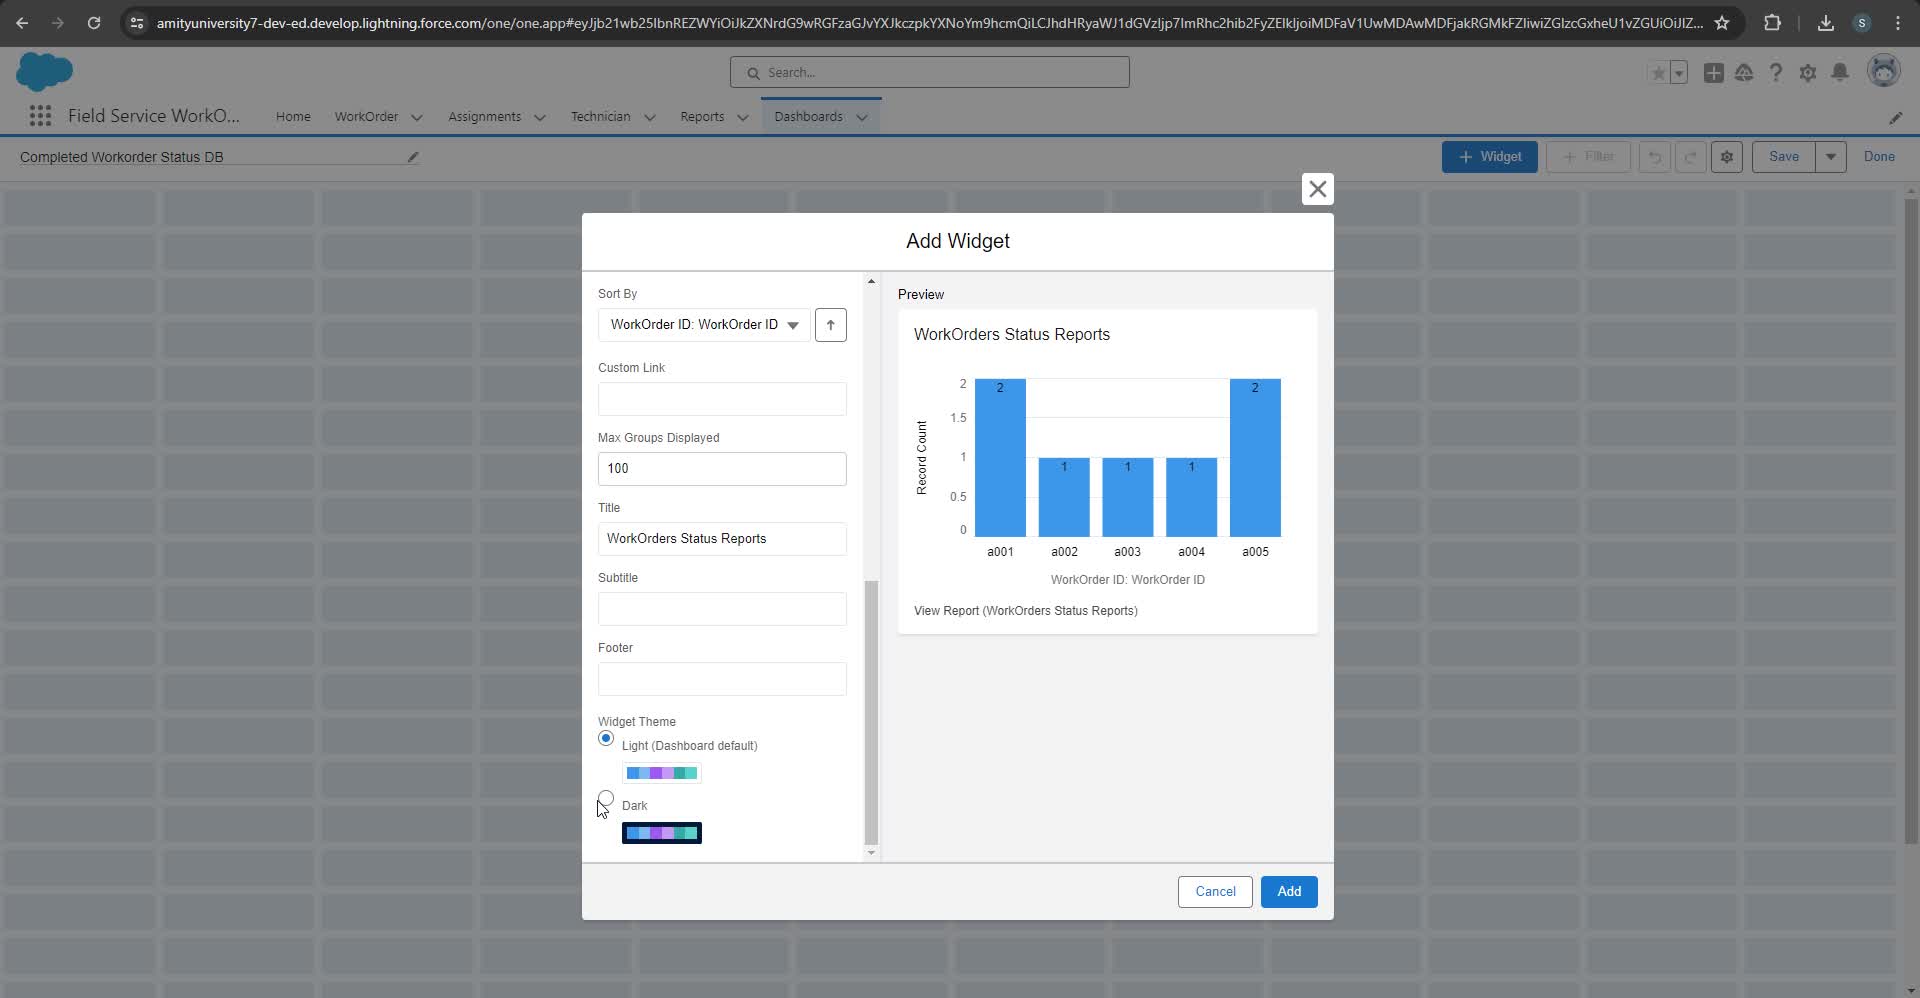 amityuniversity7-dev-ed.develop.lightning.force.com/one/one.app#eyJjb21wb25lbnREZWYiOiJkZXNrdG9wRGFzaGJvYXJkczpkYXNoYm9hcmQiLCJhdHRyaWJ1dGVzIjp7ImRhc2hib2FyZElkIjoiMDFaV1UwMDAwMDFjakRGMkFZIiwiZGlzcGxheU1vZGUiOiJIZ...
S
Search...
Field Service WorkO...
Home
WorkOrder
Assignments
Technician
Reports
Dashboards
Completed Workorder Status DB
+ Widget
+ Filter
Save
Done
Add Widget
Sort By
WorkOrder ID: WorkOrder ID
Custom Link
Max Groups Displayed
100
Title
WorkOrders Status Reports
Subtitle
Footer
Widget Theme
Light (Dashboard default)
Dark
Preview
WorkOrders Status Reports
Record Count
2
1.5
1
0.5
0
2
1
1
1
2
a001
a002
a003
a004
a005
WorkOrder ID: WorkOrder ID
View Report (WorkOrders Status Reports)
Cancel
Add